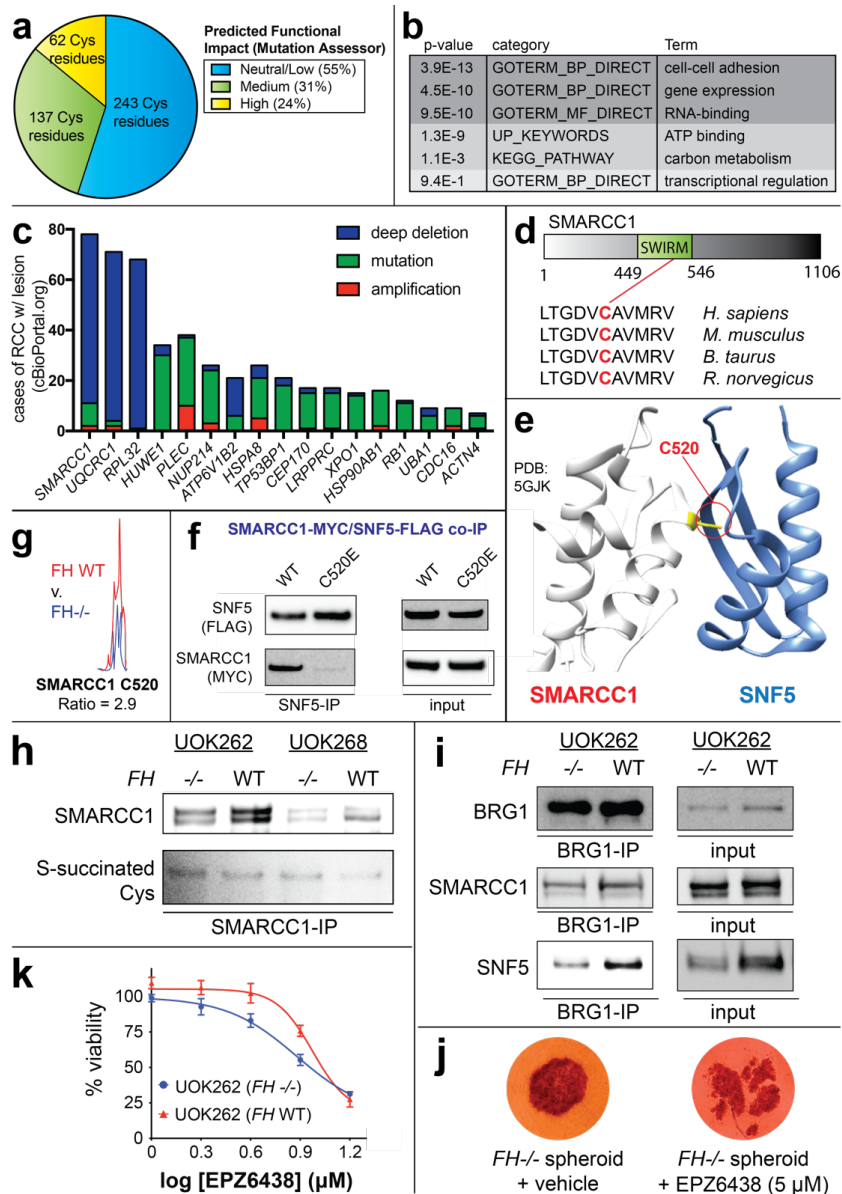 a
62 Cys
residues
137 Cys
residues
243 Cys
residues
Predicted Functional
Impact (Mutation Assessor)
Neutral/Low (55%)
Medium (31%)
High (24%)
b
p-value category Term
3.9E-13 GOTERM_BP_DIRECT cell-cell adhesion
4.5E-10 GOTERM_BP_DIRECT gene expression
9.5E-10 GOTERM_MF_DIRECT RNA-binding
1.3E-9 UP_KEYWORDS ATP binding
1.1E-3 KEGG_PATHWAY carbon metabolism
9.4E-1 GOTERM_BP_DIRECT transcriptional regulation
c
cases of RCC w/ lesion
(cBioPortal.org)
80
60
40
20
0
deep deletion
mutation
amplification
SMARCC1
UQCRC1
RPL32
HUWE1
PLEC
NUP214
ATP6V1B2
HSPA8
TP53BP1
CEP170
LRPPRC
XPO1
HSP90AB1
RB1
UBA1
CDC16
ACTN4
d
SMARCC1
SWIRM
1 449 546 1106
LTGDVCAVMRV H. sapiens
LTGDVCAVMRV M. musculus
LTGDVCAVMRV B. taurus
LTGDVCAVMRV R. norvegicus
e
C520
PDB:
5GJK
SMARCC1 SNF5
g
FH WT
v.
FH-/-
SMARCC1 C520
Ratio = 2.9
f
SMARCC1-MYC/SNF5-FLAG co-IP
WT C520E WT C520E
SNF5
(FLAG)
SMARCC1
(MYC)
SNF5-IP input
h
UOK262 UOK268
FH -/- WT -/- WT
SMARCC1
S-succinated
Cys
SMARCC1-IP
i
UOK262 UOK262
FH -/- WT -/- WT
BRG1
BRG1-IP input
SMARCC1
BRG1-IP input
SNF5
BRG1-IP input
k
% viability
100
75
50
25
0
UOK262 (FH -/-)
UOK262 (FH WT)
0.0 0.3 0.6 0.9 1.2
log [EPZ6438] (μM)
j
FH-/- spheroid
+ vehicle
FH-/- spheroid
+ EPZ6438 (5 μM)